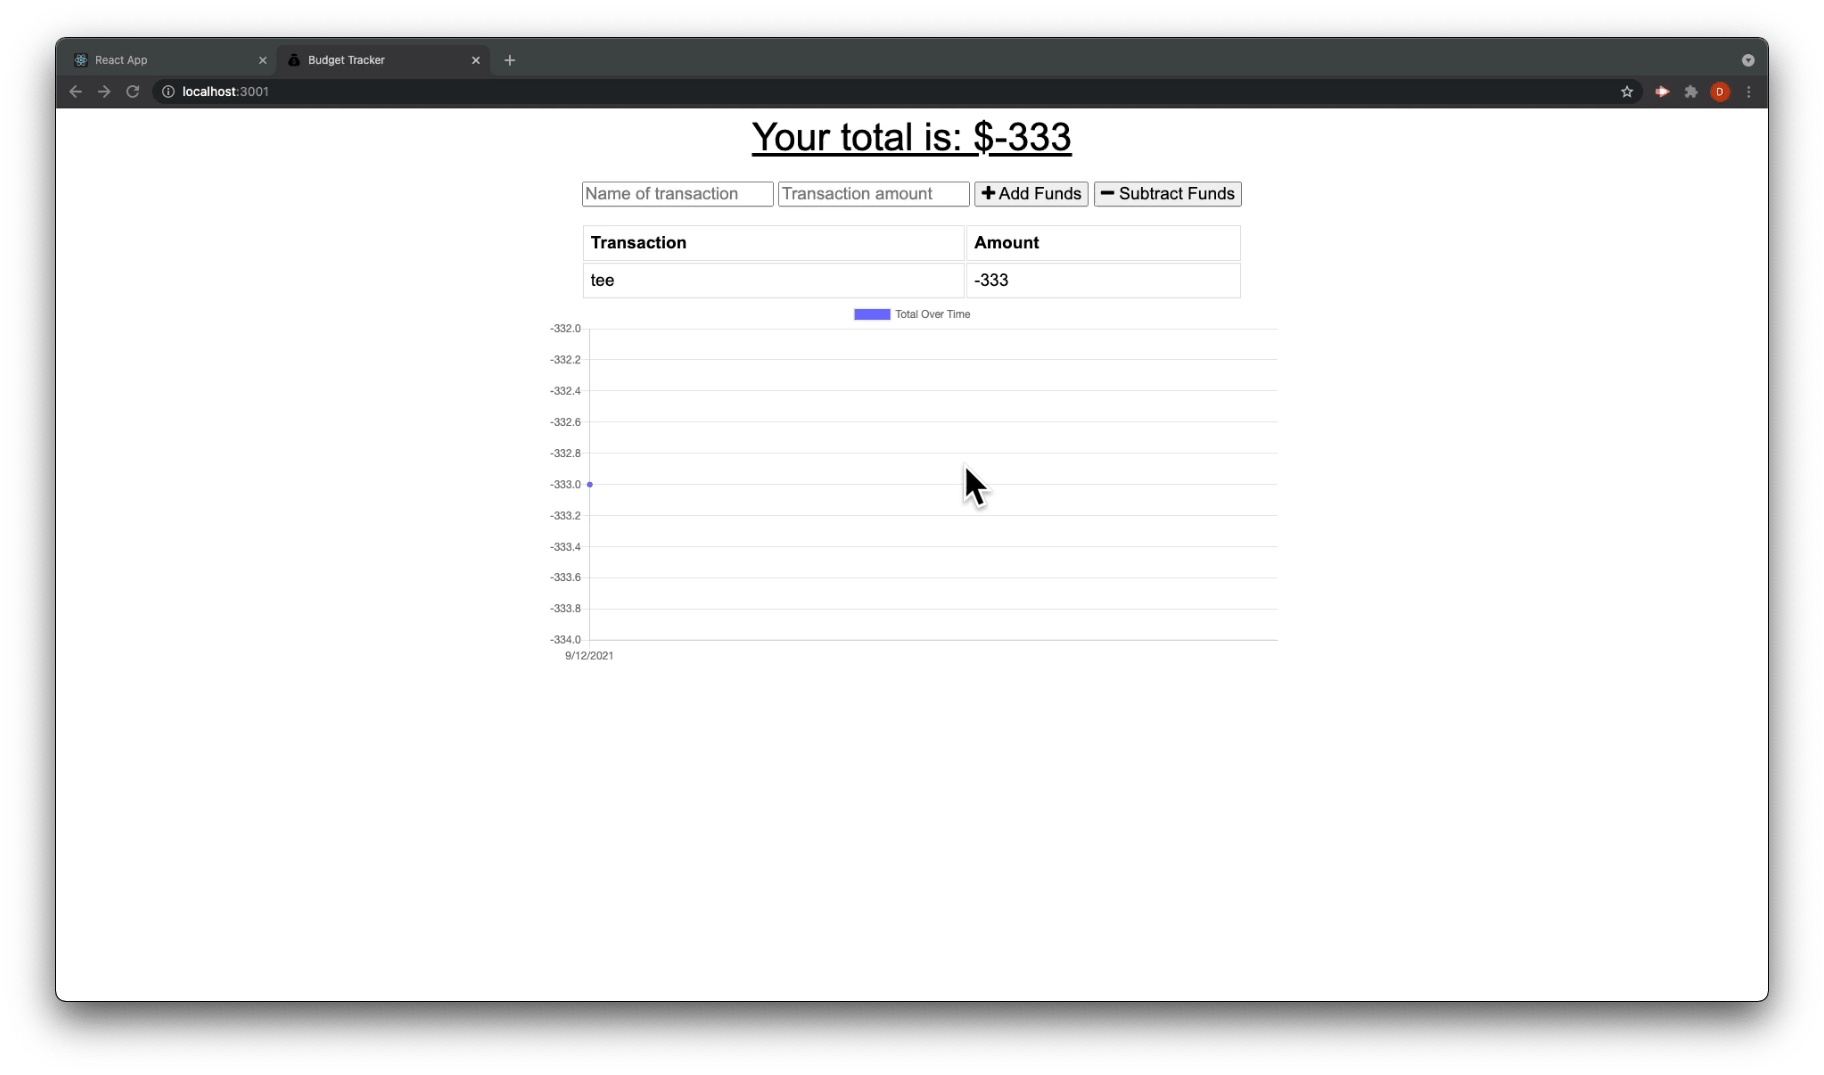 React App
Budget Tracker
localhost:3001
D
Your total is: $-333
Name of transaction Transaction amount Add Funds Subtract Funds
Transaction Amount
tee -333
Total Over Time
-332.0
-332.2
-332.4
-332.6
-332.8
-333.0
-333.2
-333.4
-333.6
-333.8
-334.0
9/12/2021